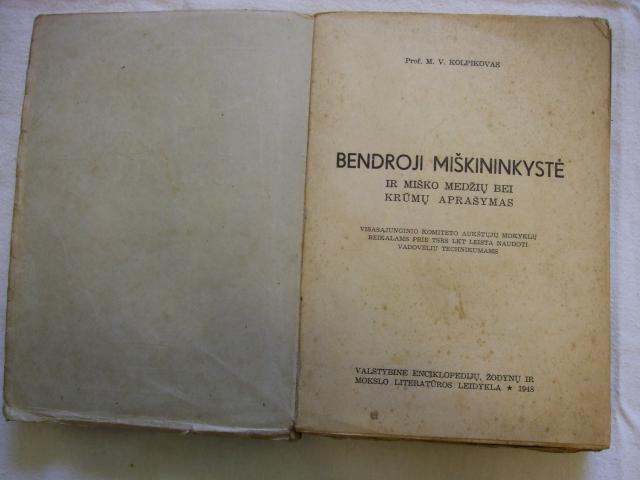 Prof. M. V. KOLPIKOVAS
BENDROJI MIŠKININKYSTĖ
IR MIŠKO MEDŽIŲ BEI
KRŪMŲ APRAŠYMAS
VISASĄJUNGINIO KOMITETO AUKŠTŲJŲ MOKYKLŲ
REIKALAMS PRIE TSRS LKT LEISTA NAUDOTI
VADOVĖLIU TECHNIKUMAMS
VALSTYBINĖ ENCIKLOPEDIJŲ, ŽODYNŲ IR
MOKSLO LITERATŪROS LEIDYKLA ★ 1948